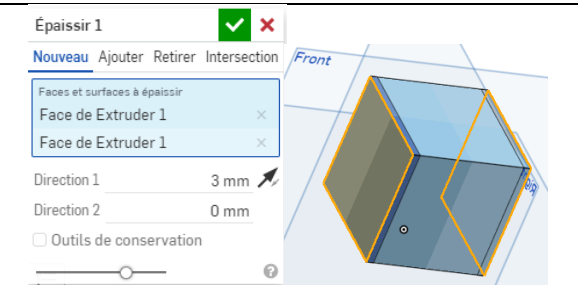 Épaissir 1
Nouveau Ajouter Retirer Intersection
Faces et surfaces à épaissir
Face de Extruder 1
Face de Extruder 1
Direction 1 3 mm
Direction 2 0 mm
Outils de conservation
Front